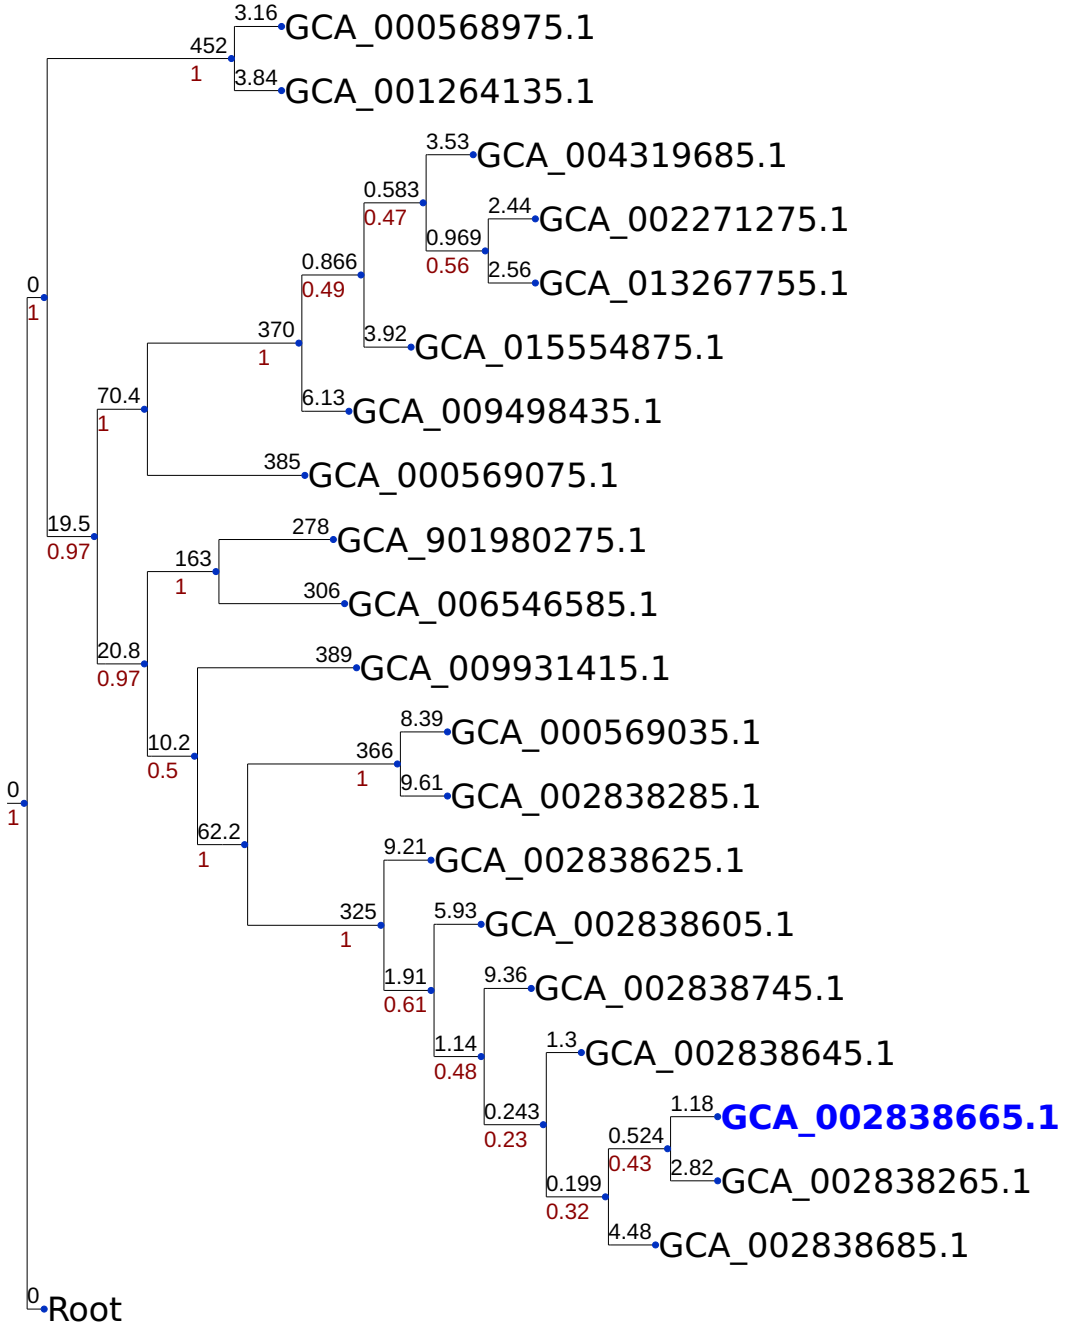 3.16
GCA_000568975.1
452
1
3.84
GCA_001264135.1
3.53
GCA_004319685.1
0.583
0.47
2.44
GCA_002271275.1
0.969
0.56
2.56
GCA_013267755.1
0.866
0.49
3.92
GCA_015554875.1
0
1
370
1
6.13
GCA_009498435.1
70.4
1
385
GCA_000569075.1
19.5
0.97
278
GCA_901980275.1
163
1
306
GCA_006546585.1
20.8
0.97
389
GCA_009931415.1
10.2
0.5
8.39
GCA_000569035.1
366
1
9.61
GCA_002838285.1
0
1
62.2
1
9.21
GCA_002838625.1
325
1
5.93
GCA_002838605.1
1.91
0.61
9.36
GCA_002838745.1
1.14
0.48
1.3
GCA_002838645.1
0.243
0.23
1.18
GCA_002838665.1
0.524
0.43
2.82
GCA_002838265.1
0.199
0.32
4.48
GCA_002838685.1
0
Root